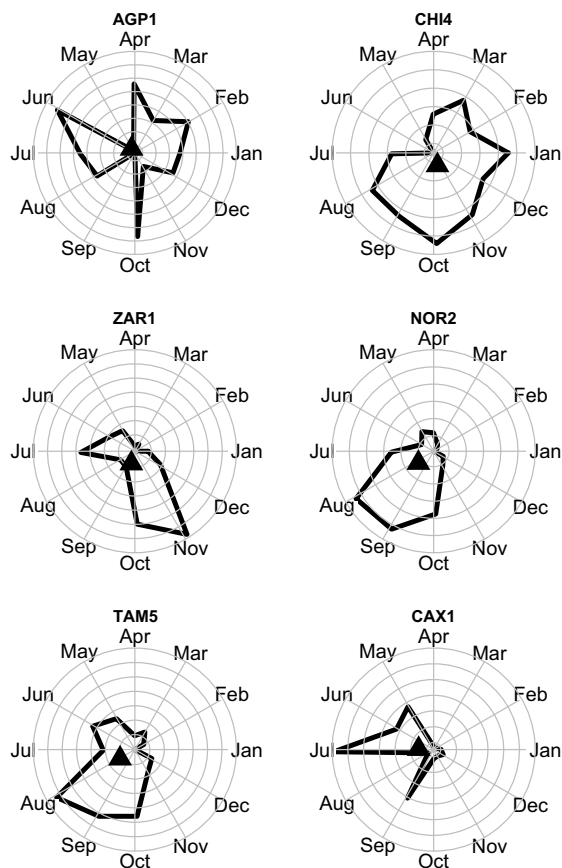 AGP1 CHI4
Apr Apr
May Mar May Mar
Jun Feb Jun Feb
Jul Jan Jul Jan
Aug Dec Aug Dec
Sep Nov Sep Nov
Oct Oct
ZAR1 NOR2
Apr Apr
May Mar May Mar
Jun Feb Jun Feb
Jul Jan Jul Jan
Aug Dec Aug Dec
Sep Nov Sep Nov
Oct Oct
TAM5 CAX1
Apr Apr
May Mar May Mar
Jun Feb Jun Feb
Jul Jan Jul Jan
Aug Dec Aug Dec
Sep Nov Sep Nov
Oct Oct